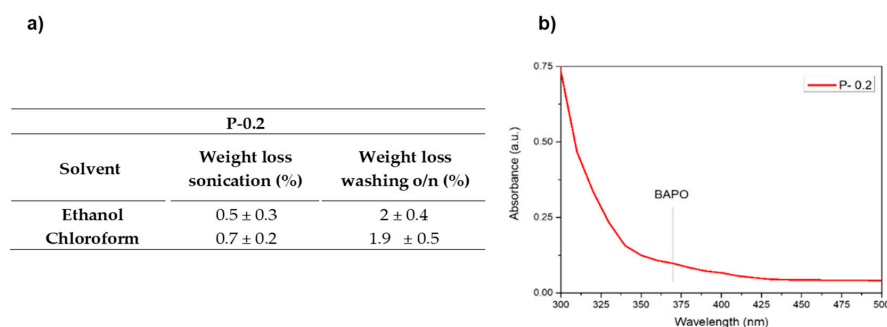 a)
P-0.2
Solvent Weight loss sonication (%) Weight loss washing o/n (%)
Ethanol 0.5 ± 0.3 2 ± 0.4
Chloroform 0.7 ± 0.2 1.9 ± 0.5
b)
0.75
0.50
0.25
0.00
Absorbance (a.u.)
P- 0.2
BAPO
300 325 350 375 400 425 450 475 500
Wavelength (nm)